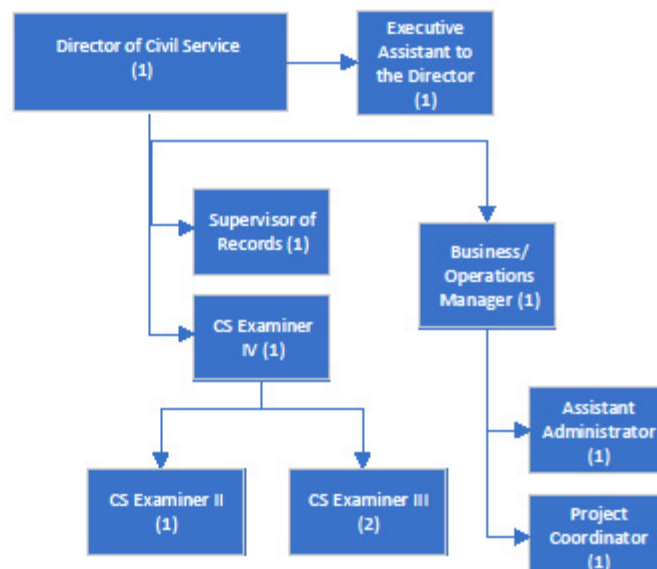 Director of Civil Service
(1)
Executive
Assistant to
the Director
(1)
Supervisor of
Records (1)
Business/
Operations
Manager (1)
CS Examiner
IV (1)
Assistant
Administrator
(1)
CS Examiner II
(1)
CS Examiner III
(2)
Project
Coordinator
(1)